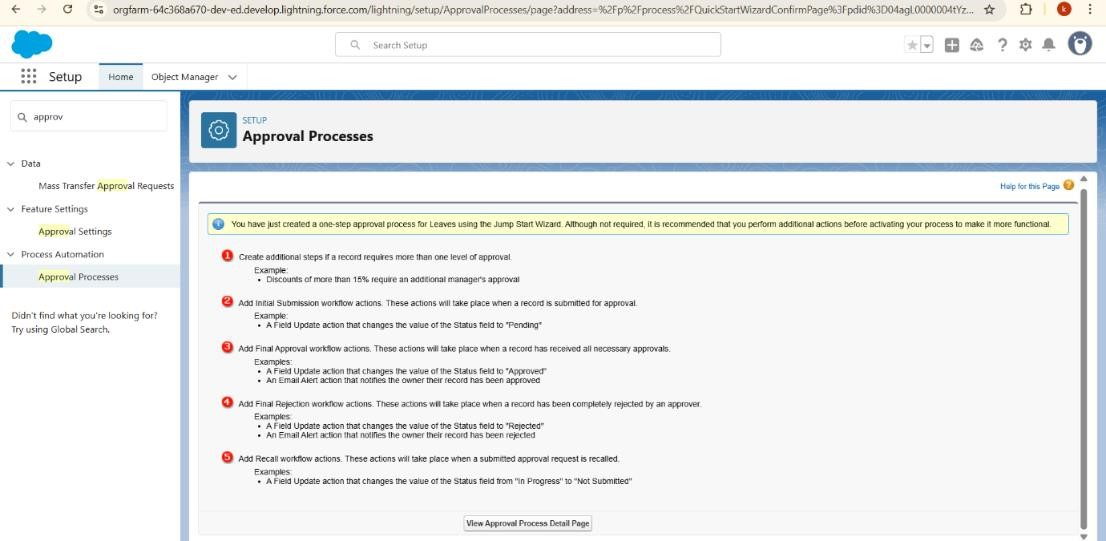 orgfarm-64c368a670-dev-ed.develop.lightning.force.com/lightning/setup/ApprovalProcesses/page?address=%2Fp%2Fprocess%2FQuickStartWizardConfirmPage%3Fpdid%3D04agL0000004tYz...
k
Search Setup
Setup
Home
Object Manager
approv
Data
Mass Transfer Approval Requests
Feature Settings
Approval Settings
Process Automation
Approval Processes
Didn't find what you're looking for?
Try using Global Search.
SETUP
Approval Processes
Help for this Page ?
i You have just created a one-step approval process for Leaves using the Jump Start Wizard. Although not required, it is recommended that you perform additional actions before activating your process to make it more functional.
1 Create additional steps if a record requires more than one level of approval.
Example:
• Discounts of more than 15% require an additional manager's approval
2 Add Initial Submission workflow actions. These actions will take place when a record is submitted for approval.
Example:
• A Field Update action that changes the value of the Status field to "Pending"
3 Add Final Approval workflow actions. These actions will take place when a record has received all necessary approvals.
Examples:
• A Field Update action that changes the value of the Status field to "Approved"
• An Email Alert action that notifies the owner their record has been approved
4 Add Final Rejection workflow actions. These actions will take place when a record has been completely rejected by an approver.
Examples:
• A Field Update action that changes the value of the Status field to "Rejected"
• An Email Alert action that notifies the owner their record has been rejected
5 Add Recall workflow actions. These actions will take place when a submitted approval request is recalled.
Examples:
• A Field Update action that changes the value of the Status field from "In Progress" to "Not Submitted"
View Approval Process Detail Page